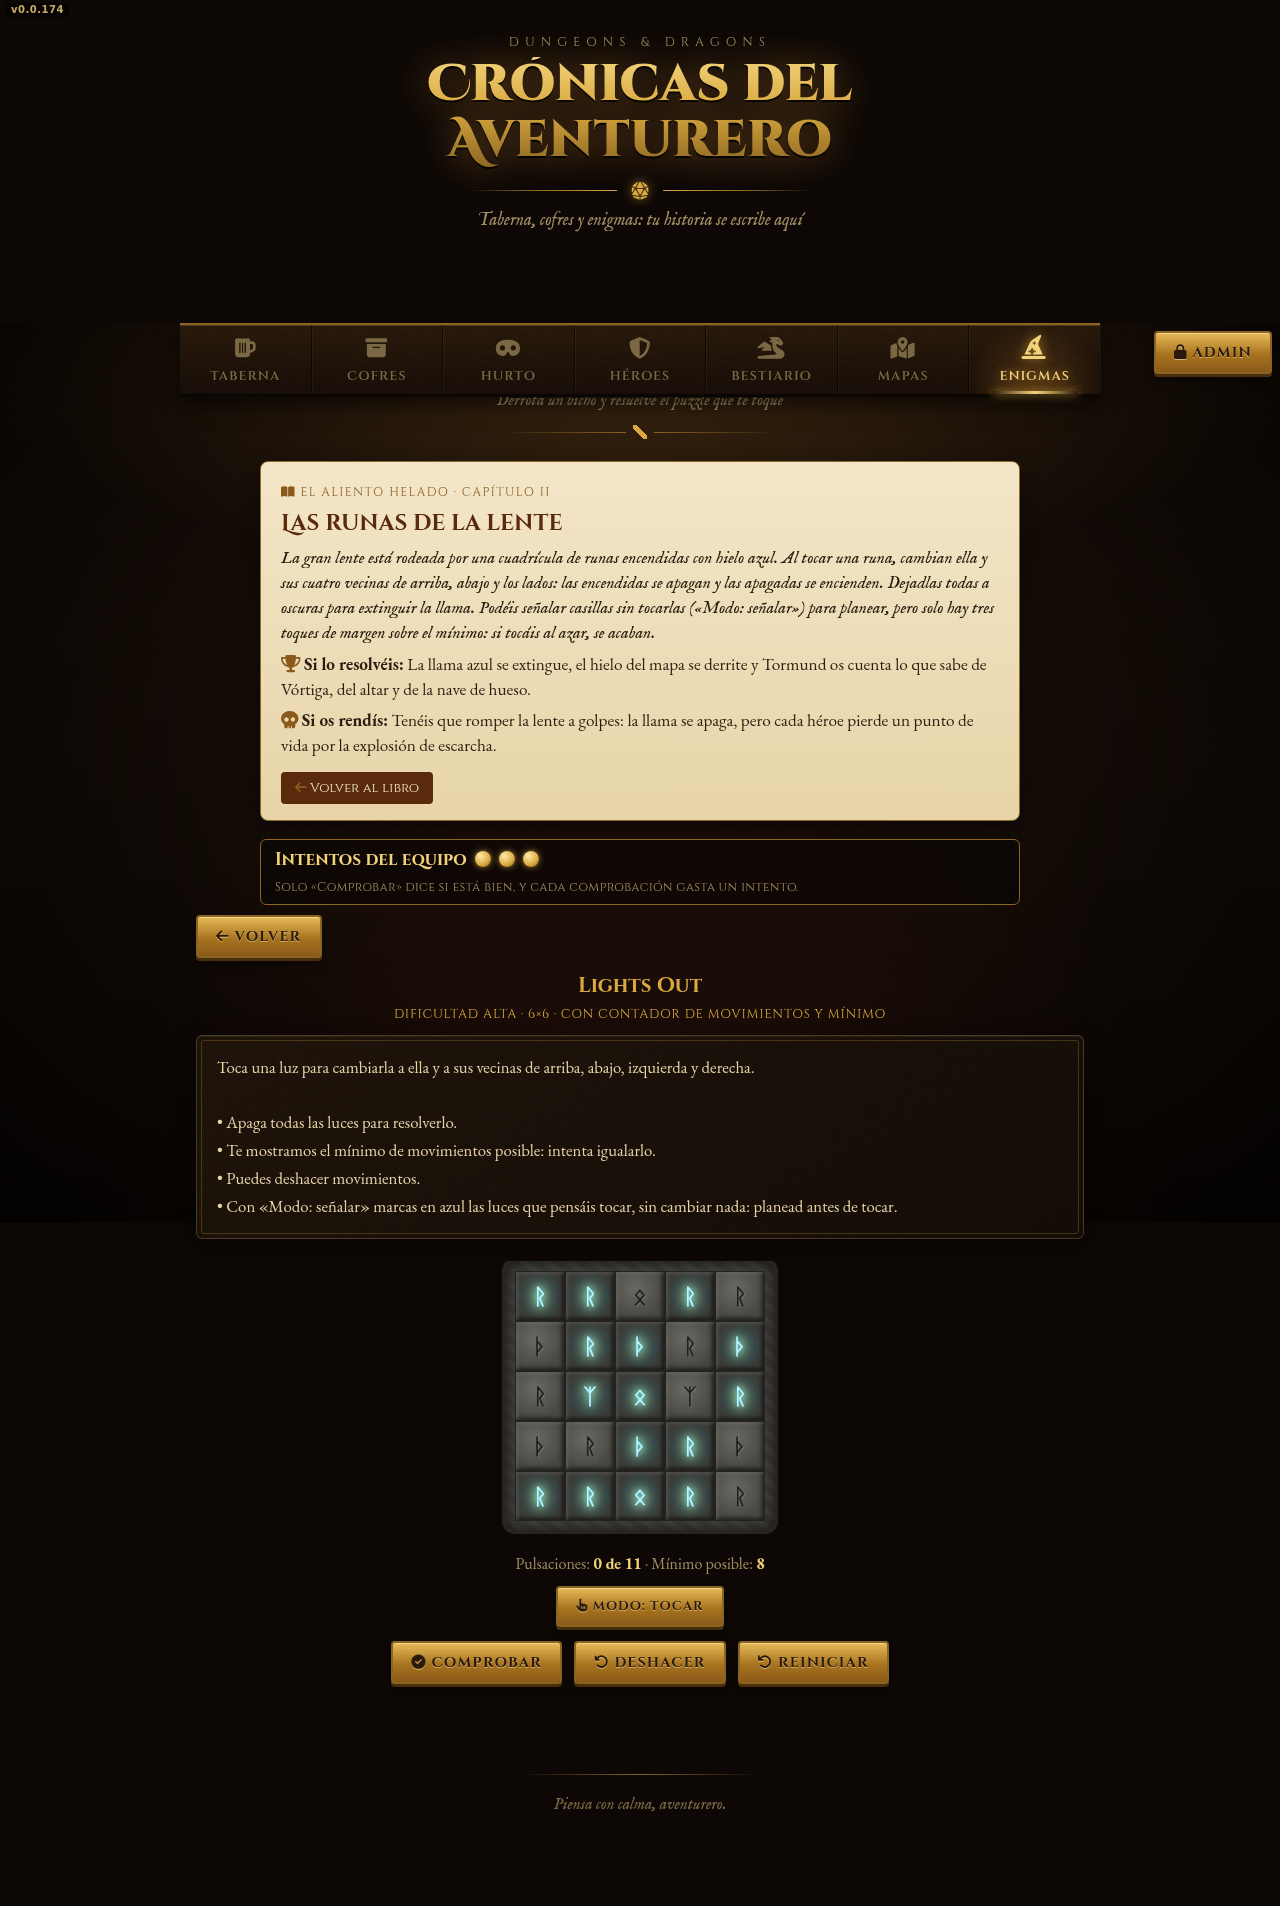 v0.0.174
DUNGEONS & DRAGONS
CRÓNICAS DEL
AVENTURERO
Taberna, cofres y enigmas: tu historia se escribe aquí
TABERNA
COFRES
HURTO
HÉROES
BESTIARIO
MAPAS
ENIGMAS
ADMIN
Derrota un bicho y resuelve el puzzle que te toque
EL ALIENTO HELADO · CAPÍTULO II
LAS RUNAS DE LA LENTE
La gran lente está rodeada por una cuadrícula de runas encendidas con hielo azul. Al tocar una runa, cambian ella y
sus cuatro vecinas de arriba, abajo y los lados: las encendidas se apagan y las apagadas se encienden. Dejadlas todas a
oscuras para extinguir la llama. Podéis señalar casillas sin tocarlas («Modo: señalar») para planear, pero solo hay tres
toques de margen sobre el mínimo: si tocáis al azar, se acaban.
Si lo resolvéis: La llama azul se extingue, el hielo del mapa se derrite y Tormund os cuenta lo que sabe de
Vórtiga, del altar y de la nave de hueso.
Si os rendís: Tenéis que romper la lente a golpes: la llama se apaga, pero cada héroe pierde un punto de
vida por la explosión de escarcha.
← VOLVER AL LIBRO
INTENTOS DEL EQUIPO
SOLO «COMPROBAR» DICE SI ESTÁ BIEN, Y CADA COMPROBACIÓN GASTA UN INTENTO.
← VOLVER
LIGHTS OUT
DIFICULTAD ALTA · 6×6 · CON CONTADOR DE MOVIMIENTOS Y MÍNIMO
Toca una luz para cambiarla a ella y a sus vecinas de arriba, abajo, izquierda y derecha.
• Apaga todas las luces para resolverlo.
• Te mostramos el mínimo de movimientos posible: intenta igualarlo.
• Puedes deshacer movimientos.
• Con «Modo: señalar» marcas en azul las luces que pensáis tocar, sin cambiar nada: planead antes de tocar.
ᚱ ᚱ ᛟ ᚱ ᚱ
ᚦ ᚱ ᚦ ᚱ ᚦ
ᚱ ᛉ ᛟ ᛉ ᚱ
ᚦ ᚱ ᚦ ᚱ ᚦ
ᚱ ᚱ ᛟ ᚱ ᚱ
Pulsaciones: 0 de 11 · Mínimo posible: 8
MODO: TOCAR
COMPROBAR
DESHACER
REINICIAR
Piensa con calma, aventurero.